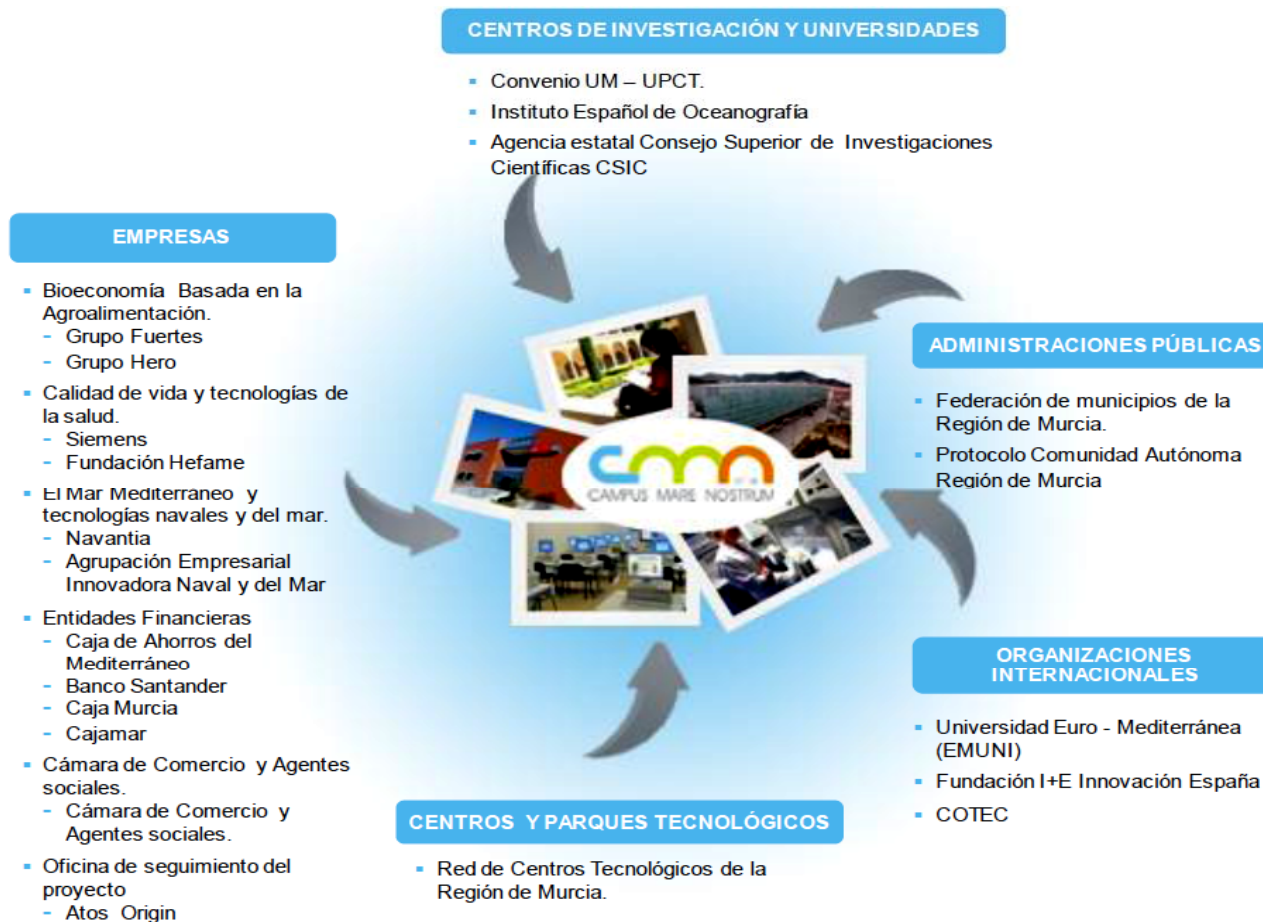 CENTROS DE INVESTIGACIÓN Y UNIVERSIDADES
▪ Convenio UM – UPCT.
▪ Instituto Español de Oceanografía
▪ Agencia estatal Consejo Superior de Investigaciones
Científicas CSIC
EMPRESAS
▪ Bioeconomía Basada en la
Agroalimentación.
- Grupo Fuertes
- Grupo Hero
▪ Calidad de vida y tecnologías de
la salud.
- Siemens
- Fundación Hefame
▪ El Mar Mediterráneo y
tecnologías navales y del mar.
- Navantia
- Agrupación Empresarial
Innovadora Naval y del Mar
▪ Entidades Financieras
- Caja de Ahorros del
Mediterráneo
- Banco Santander
- Caja Murcia
- Cajamar
▪ Cámara de Comercio y Agentes
sociales.
- Cámara de Comercio y
Agentes sociales.
▪ Oficina de seguimiento del
proyecto
- Atos Origin
cmn
CAMPUS MARE NOSTRUM
ADMINISTRACIONES PÚBLICAS
▪ Federación de municipios de la
Región de Murcia.
▪ Protocolo Comunidad Autónoma
Región de Murcia
ORGANIZACIONES
INTERNACIONALES
▪ Universidad Euro - Mediterránea
(EMUNI)
▪ Fundación I+E Innovación España
▪ COTEC
CENTROS Y PARQUES TECNOLÓGICOS
▪ Red de Centros Tecnológicos de la
Región de Murcia.